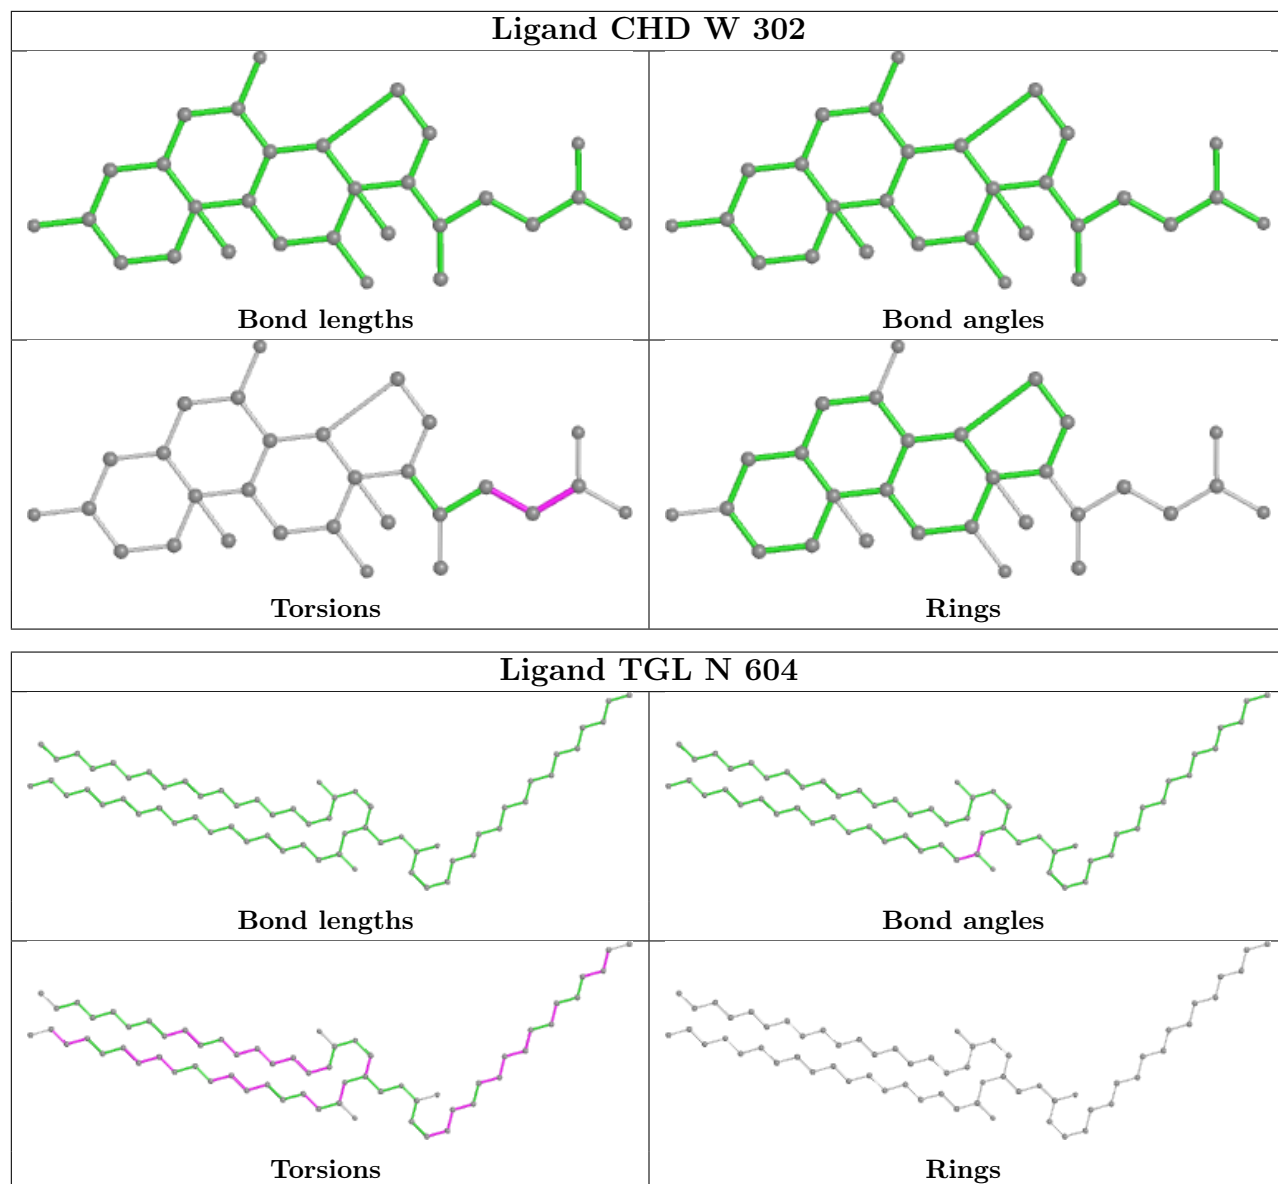 Ligand CHD W 302
Bond lengths
Bond angles
Torsions
Rings
Ligand TGL N 604
Bond lengths
Bond angles
Torsions
Rings